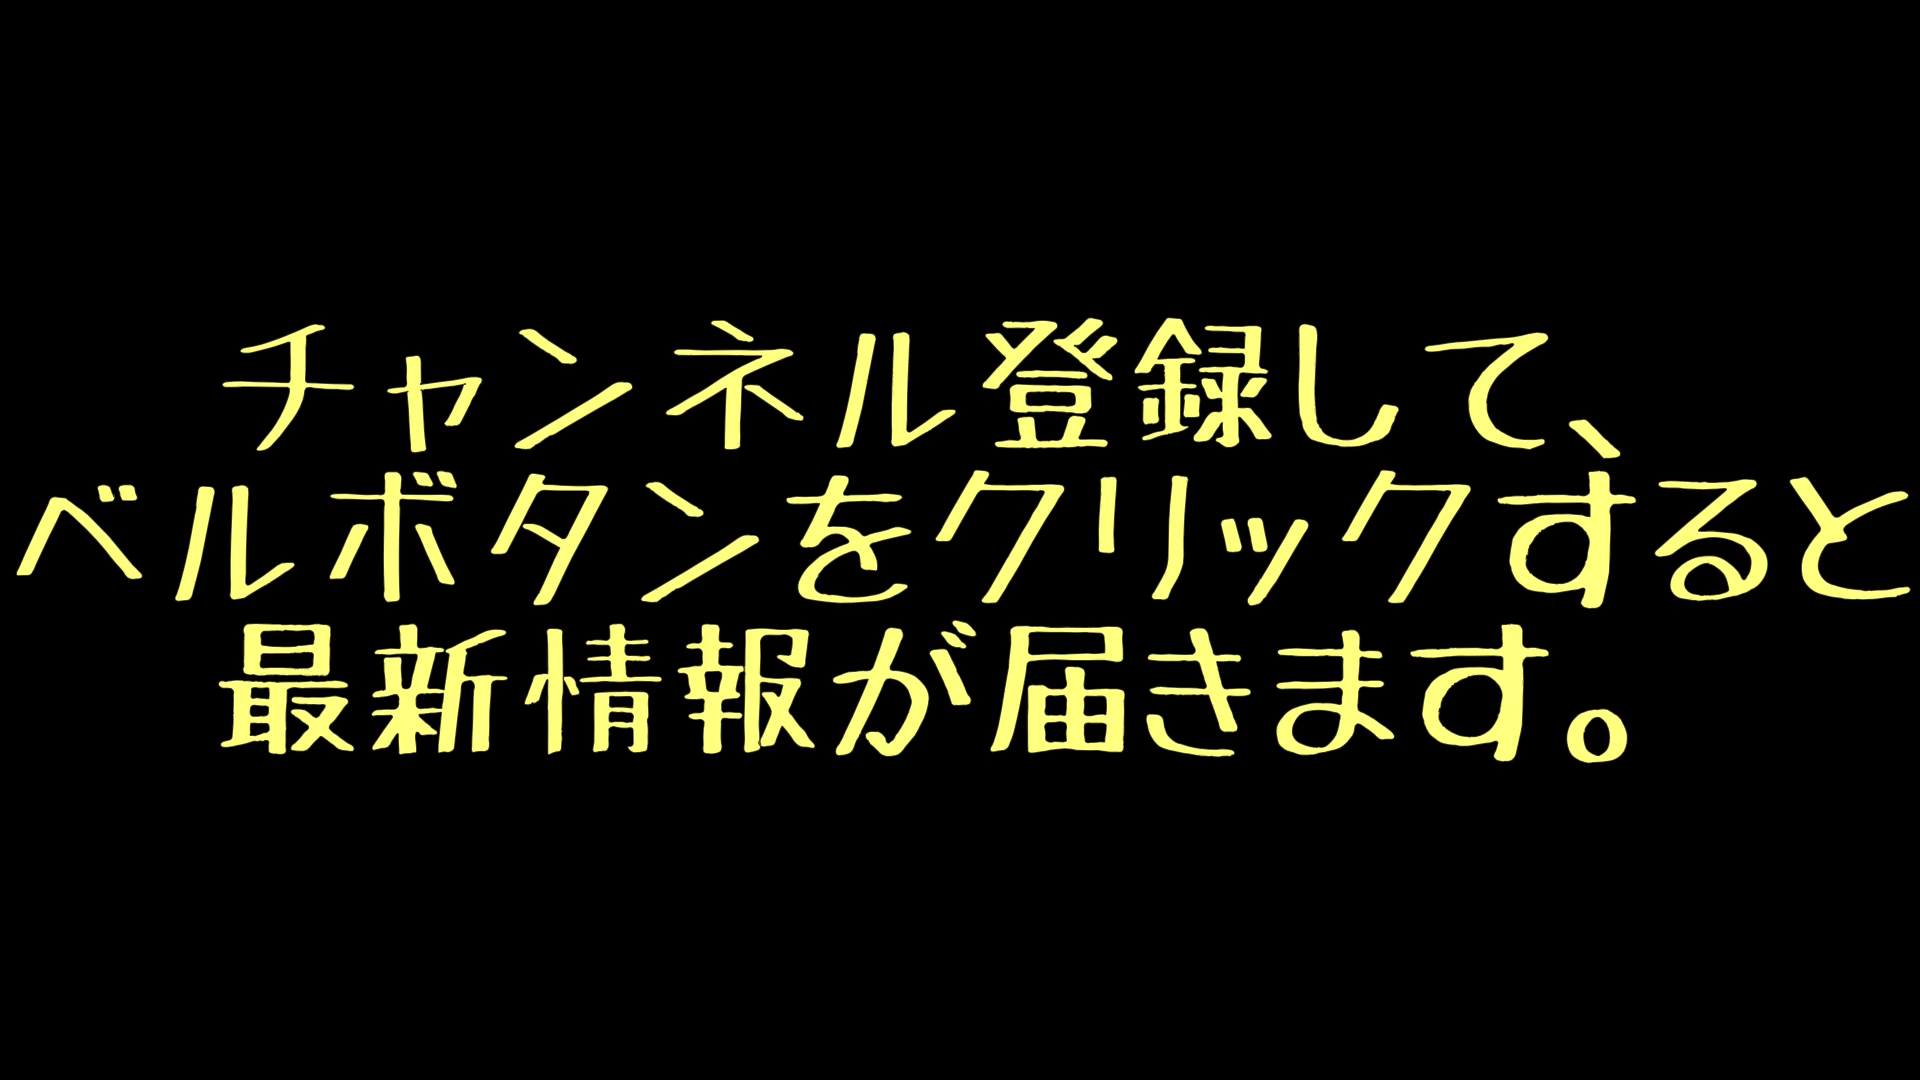 チャンネル登録して、
ベルボタンをクリックすると
最新情報が届きます。